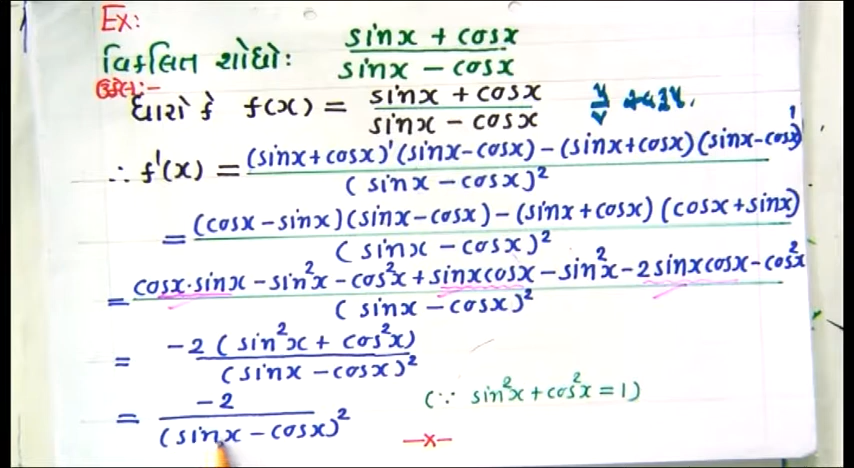 Ex:
વિકલિત શોધો: (sinx + cosx) / (sinx - cosx)
ઉકેલ:-
ધારો કે f(x) = (sinx + cosx) / (sinx - cosx)
∴ f'(x) = [(sinx + cosx)'(sinx - cosx) - (sinx + cosx)(sinx - cosx)'] / (sinx - cosx)²
= [(cosx - sinx)(sinx - cosx) - (sinx + cosx)(cosx + sinx)] / (sinx - cosx)²
= [cosx·sinx - sin²x - cos²x + sinxcosx - sin²x - 2sinxcosx - cos²x] / (sinx - cosx)²
= -2(sin²x + cos²x) / (sinx - cosx)²
= -2 / (sinx - cosx)² (∵ sin²x + cos²x = 1)
—x—